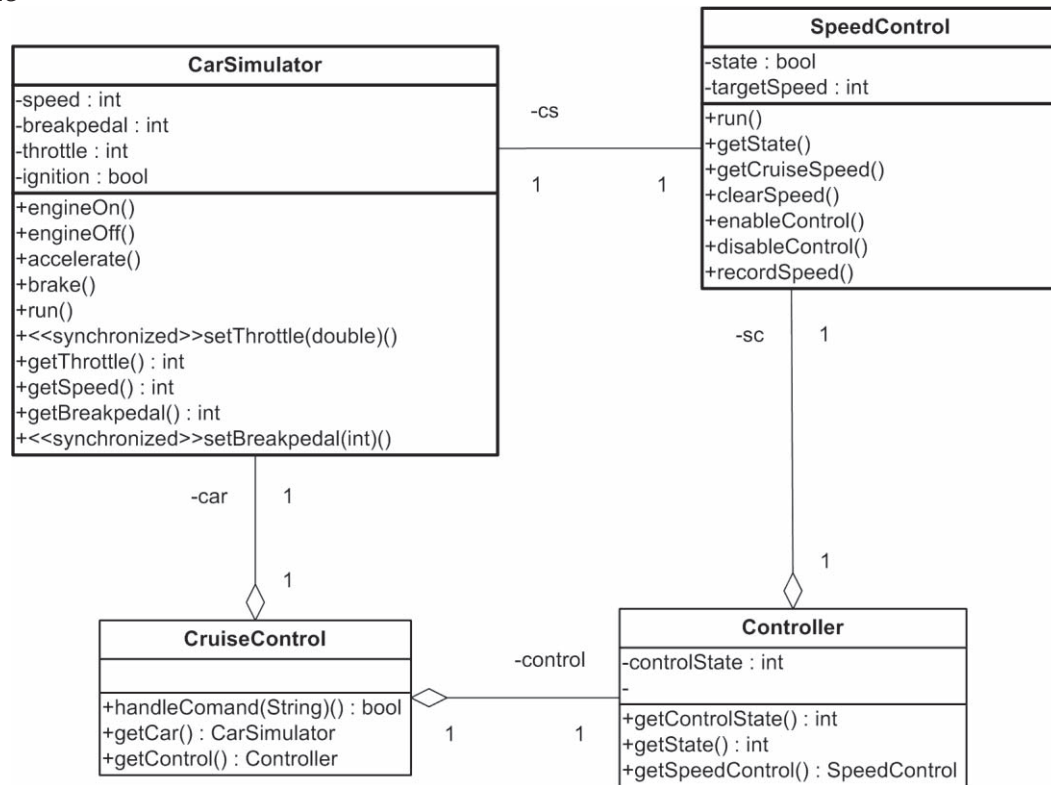 CarSimulator
-speed : int
-breakpedal : int
-throttle : int
-ignition : bool
+engineOn()
+engineOff()
+accelerate()
+brake()
+run()
+<<synchronized>>setThrottle(double)()
+getThrottle() : int
+getSpeed() : int
+getBreakpedal() : int
+<<synchronized>>setBreakpedal(int)()
-cs
1 1
SpeedControl
-state : bool
-targetSpeed : int
+run()
+getState()
+getCruiseSpeed()
+clearSpeed()
+enableControl()
+disableControl()
+recordSpeed()
-car 1
1
-sc 1
1
CruiseControl
+handleComand(String)() : bool
+getCar() : CarSimulator
+getControl() : Controller
-control
1 1
Controller
-controlState : int
-
+getControlState() : int
+getState() : int
+getSpeedControl() : SpeedControl